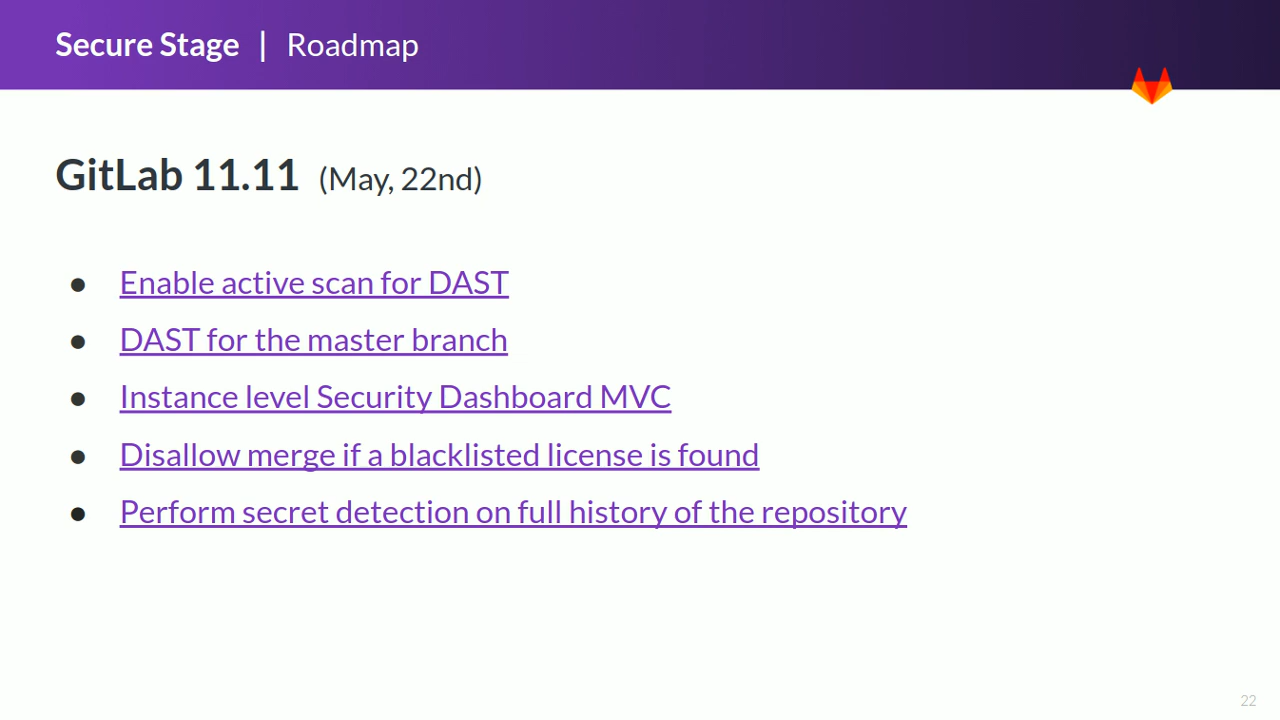 Secure Stage | Roadmap
GitLab 11.11 (May, 22nd)
● Enable active scan for DAST
● DAST for the master branch
● Instance level Security Dashboard MVC
● Disallow merge if a blacklisted license is found
● Perform secret detection on full history of the repository
22